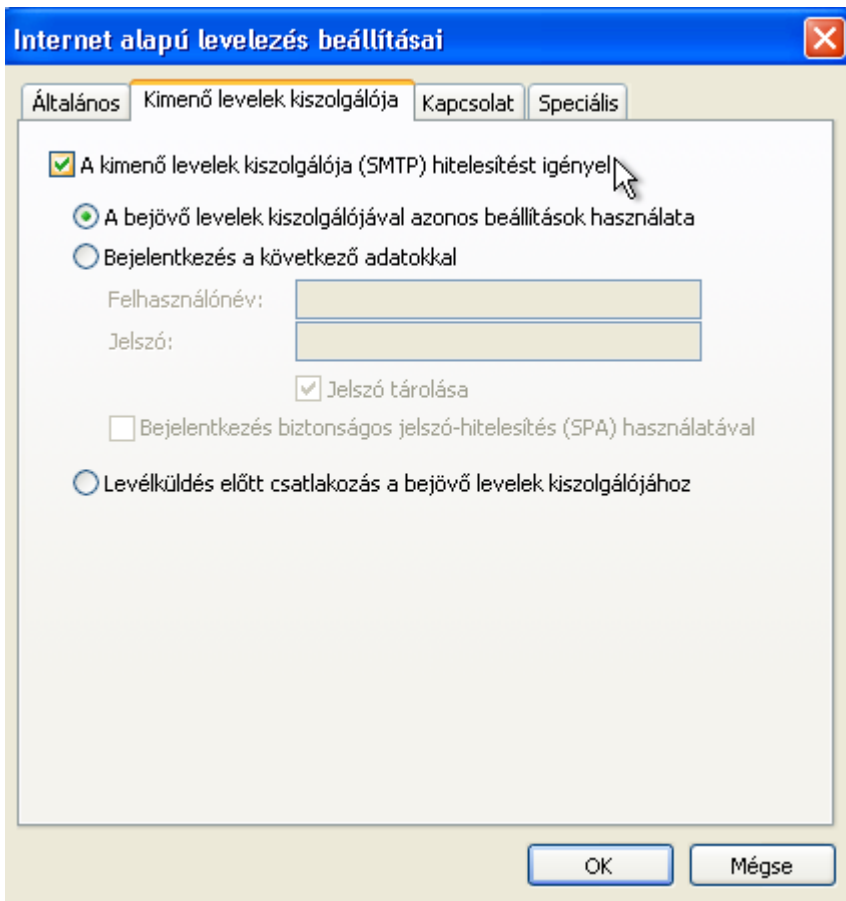 Internet alapú levelezés beállításai
Általános Kimenő levelek kiszolgálója Kapcsolat Speciális
A kimenő levelek kiszolgálója (SMTP) hitelesítést igényel
A bejövő levelek kiszolgálójával azonos beállítások használata
Bejelentkezés a következő adatokkal
Felhasználónév:
Jelszó:
Jelszó tárolása
Bejelentkezés biztonságos jelszó-hitelesítés (SPA) használatával
Levélküldés előtt csatlakozás a bejövő levelek kiszolgálójához
OK Mégse